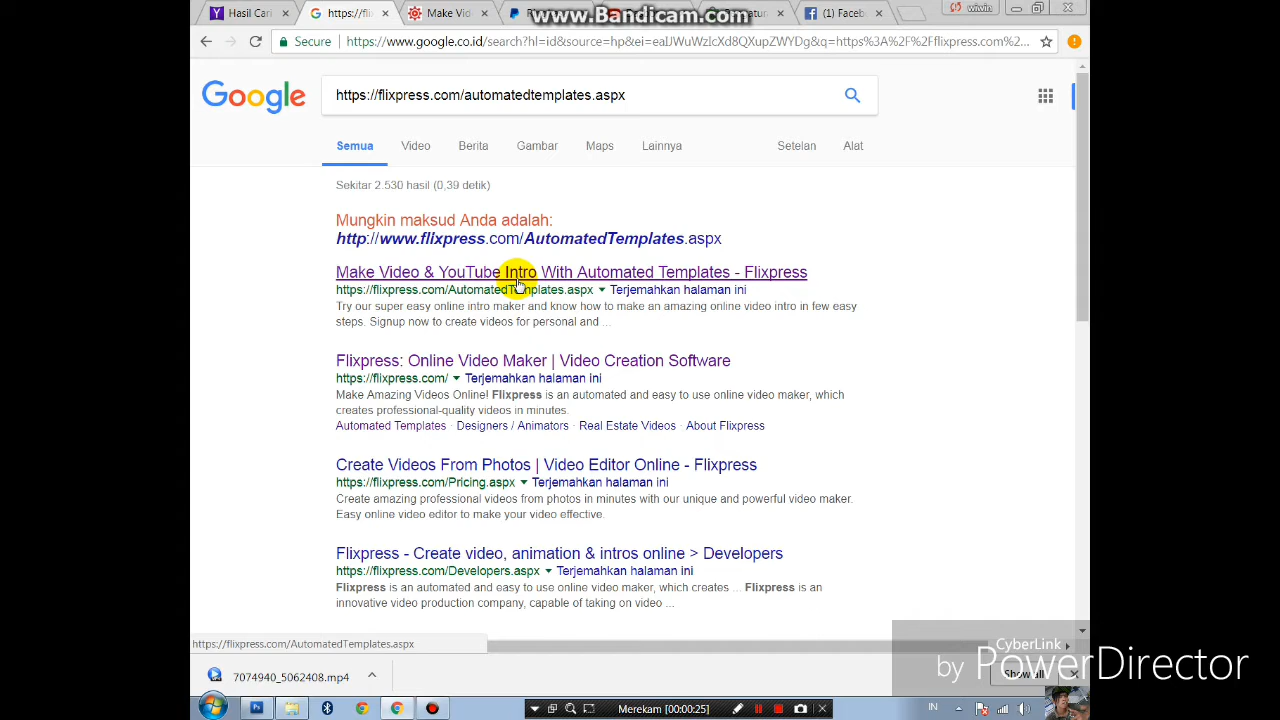 www.Bandicam.com
Hasil Cari
https://fli
Make Vid
(1) Faceb
wiwin
Secure
https://www.google.co.id/search?hl=id&source=hp&ei=eaIJWuWzIcXd8QXupZWYDg&q=https%3A%2F%2Fflixpress.com%2...
Google
https://flixpress.com/automatedtemplates.aspx
Semua Video Berita Gambar Maps Lainnya Setelan Alat
Sekitar 2.530 hasil (0,39 detik)
Mungkin maksud Anda adalah:
http://www.flixpress.com/AutomatedTemplates.aspx
Make Video & YouTube Intro With Automated Templates - Flixpress
https://flixpress.com/AutomatedTemplates.aspx Terjemahkan halaman ini
Try our super easy online intro maker and know how to make an amazing online video intro in few easy
steps. Signup now to create videos for personal and ...
Flixpress: Online Video Maker | Video Creation Software
https://flixpress.com/ Terjemahkan halaman ini
Make Amazing Videos Online! Flixpress is an automated and easy to use online video maker, which
creates professional-quality videos in minutes.
Automated Templates · Designers / Animators · Real Estate Videos · About Flixpress
Create Videos From Photos | Video Editor Online - Flixpress
https://flixpress.com/Pricing.aspx Terjemahkan halaman ini
Create amazing professional videos from photos in minutes with our unique and powerful video maker.
Easy online video editor to make your video effective.
Flixpress - Create video, animation & intros online > Developers
https://flixpress.com/Developers.aspx Terjemahkan halaman ini
Flixpress is an automated and easy to use online video maker, which creates ... Flixpress is an
innovative video production company, capable of taking on video ...
https://flixpress.com/AutomatedTemplates.aspx
CyberLink
by PowerDirector
7074940_5062408.mp4
Show all
Merekam [00:00:25]
IN